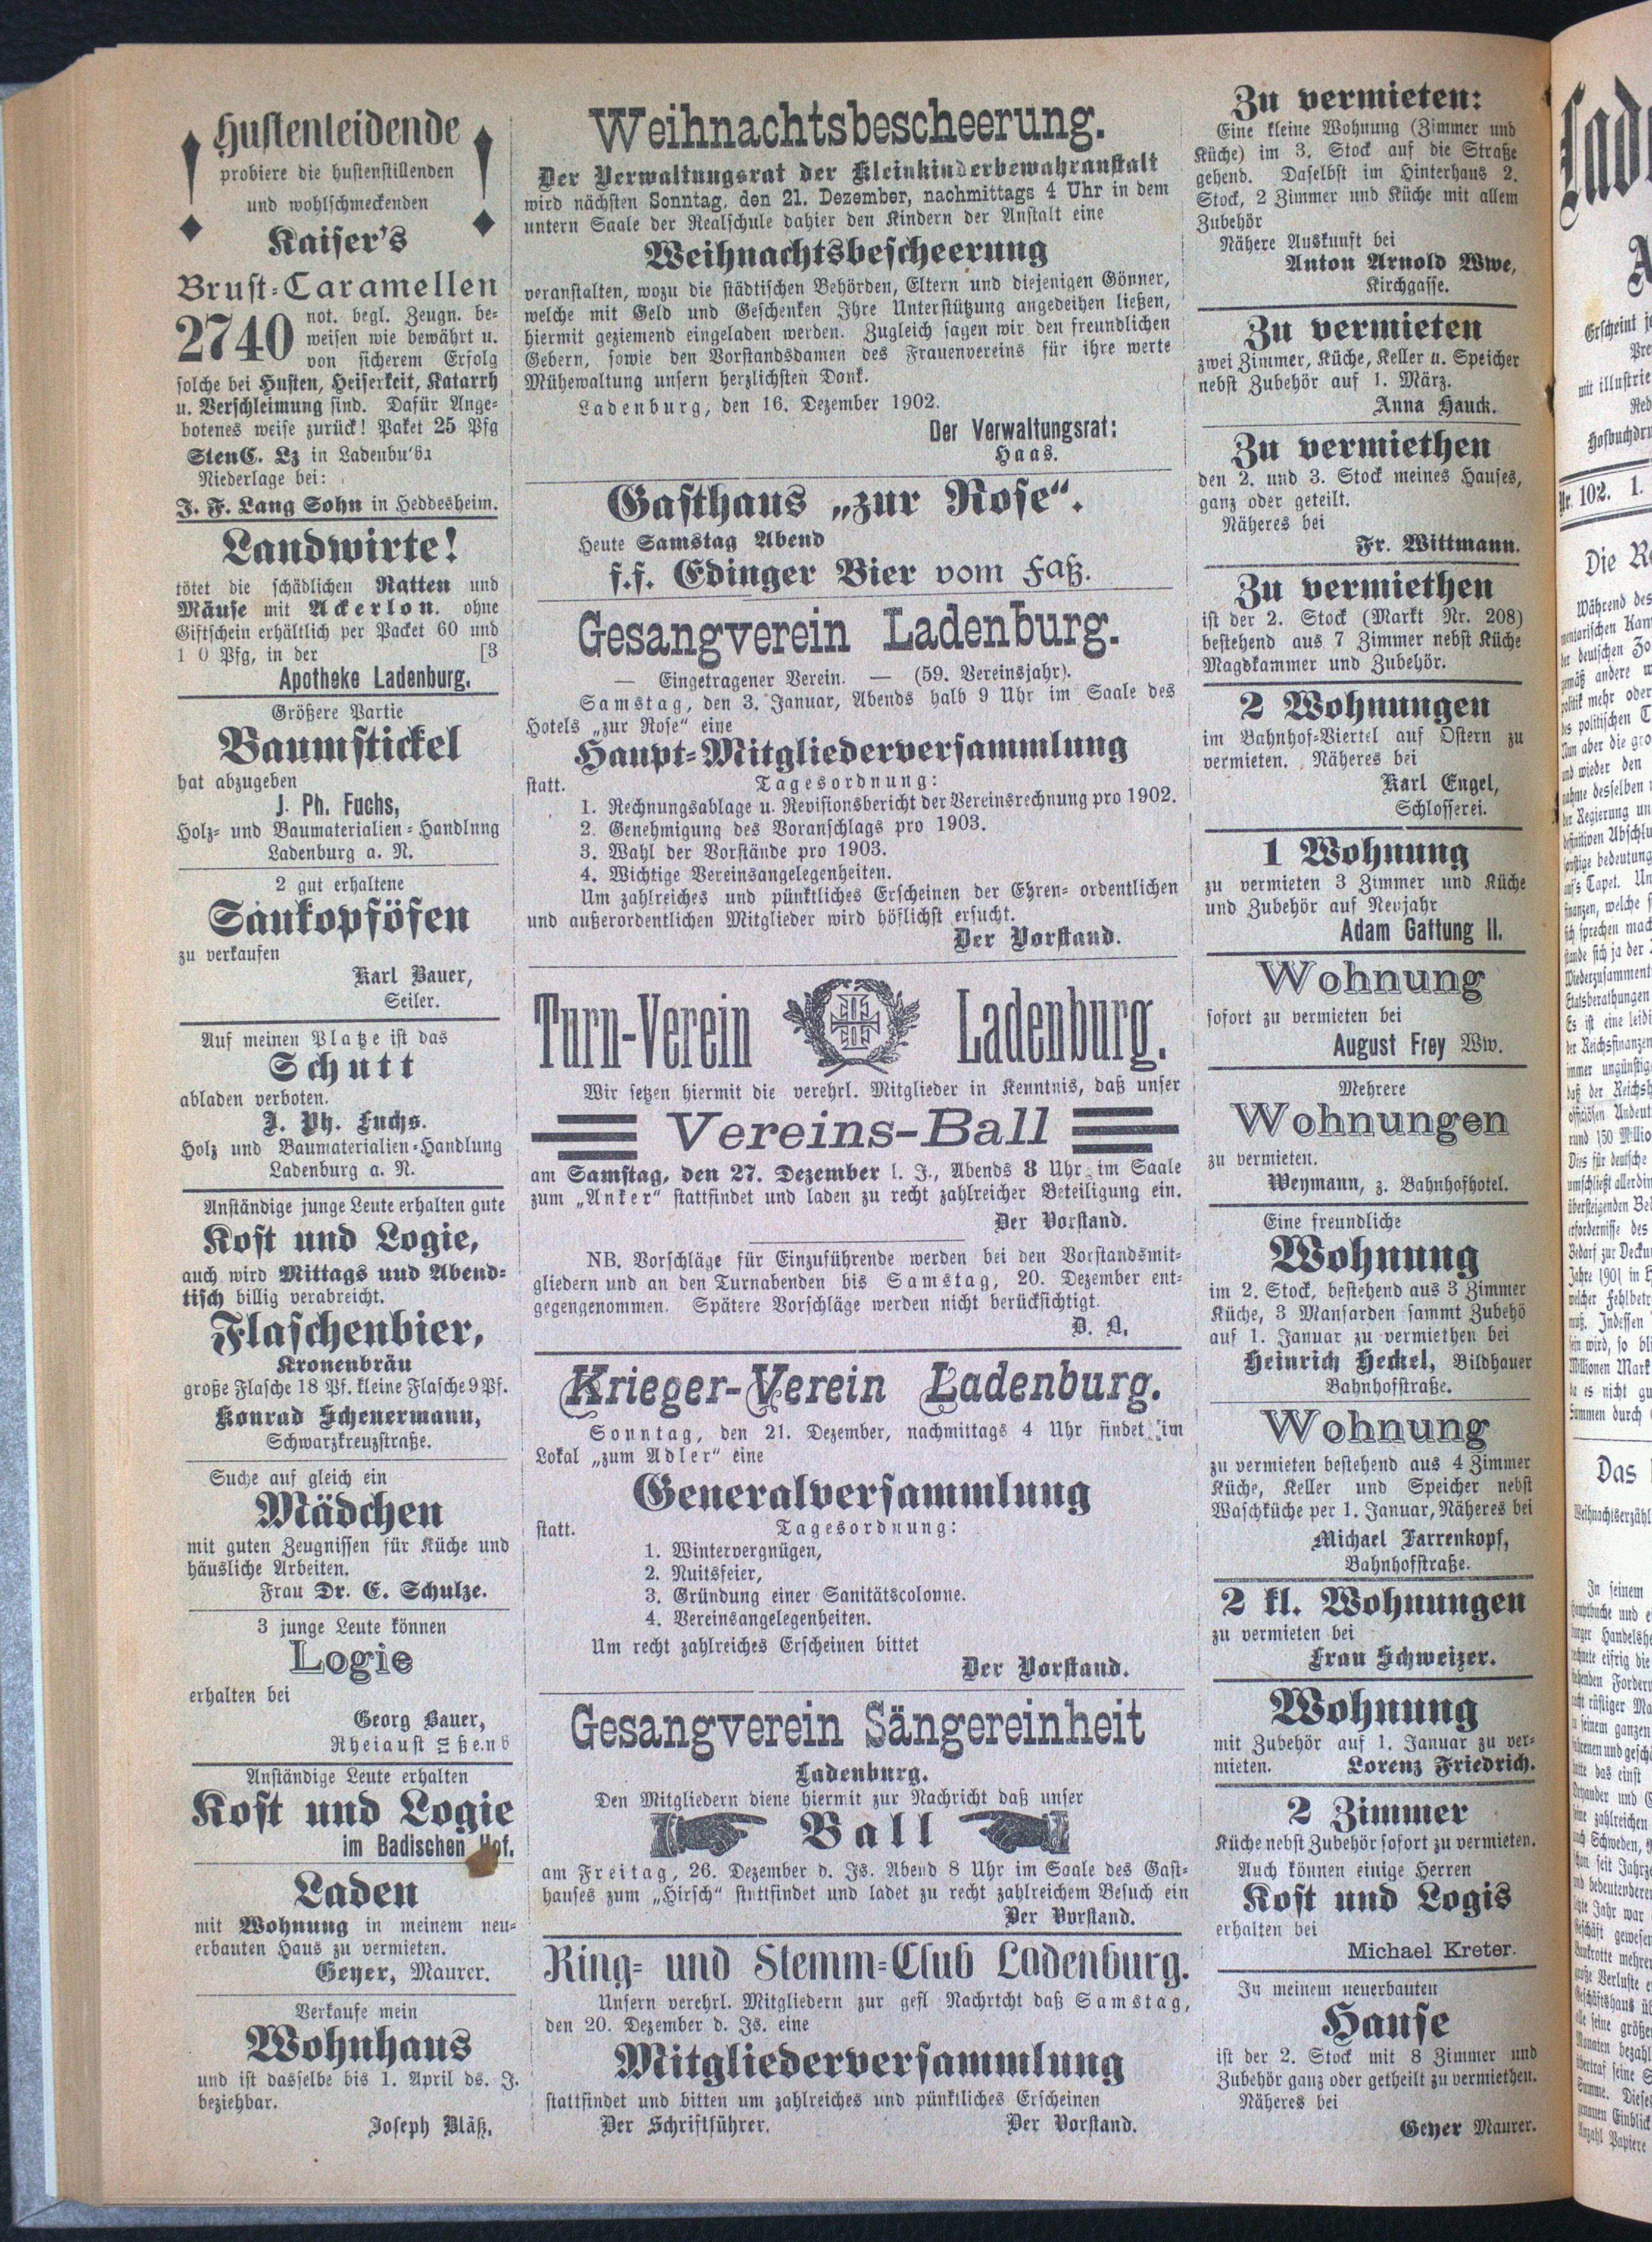 Hustenleidende
probiere die hustenstillenden
und wohlschmeckenden
Kaiser's
Brust-Caramellen
2740 not. begl. Zeugn. be-
weisen wie bewährt u.
von sicherem Erfolg
solche bei Husten, Heiserkeit, Katarrh
u. Verschleimung sind. Dafür Ange-
botenes weise zurück! Paket 25 Pfg
in
Niederlage bei:
J. F. Lang Sohn in Heddesheim.
Landwirte!
tötet die schädlichen Ratten und
Mäuse mit Ackerlon. ohne
Giftschein erhältlich per Packet 60 und
1 0 Pfg, in der [3
Apotheke Ladenburg.
Größere Partie
Baumstickel
hat abzugeben
J. Ph. Fuchs,
Holz- und Baumaterialien-Handlung
Ladenburg a. N.
2 gut erhaltene
Saukopföfen
zu verkaufen
Karl Bauer,
Seiler.
Auf meinen Platze ist das
Schutt
abladen verboten.
J. Ph. Fuchs.
Holz und Baumaterialien-Handlung
Ladenburg a. N.
Anständige junge Leute erhalten gute
Kost und Logie,
auch wird Mittags und Abend-
tisch billig verabreicht.
Flaschenbier,
Kronenbräu
große Flasche 18 Pf. kleine Flasche 9 Pf.
Konrad Scheuermann,
Schwarzkreuzstraße.
Suche auf gleich ein
Mädchen
mit guten Zeugnissen für Küche und
häusliche Arbeiten.
Frau Dr. E. Schulze.
3 junge Leute können
Logie
erhalten bei
Georg Bauer,
Anständige Leute erhalten
Kost und Logie
im Badischen Hof.
Laden
mit Wohnung in meinem neu-
erbauten Haus zu vermieten.
Geyer, Maurer.
Verkaufe mein
Wohnhaus
und ist dasselbe bis 1. April ds. J.
beziehbar.
Joseph Bläß.
Weihnachtsbescheerung.
Der Verwaltungsrat der Kleinkinderbewahranstalt
wird nächsten Sonntag, den 21. Dezember, nachmittags 4 Uhr in dem
untern Saale der Realschule dahier den Kindern der Anstalt eine
Weihnachtsbescheerung
veranstalten, wozu die städtischen Behörden, Eltern und diejenigen Gönner,
welche mit Geld und Geschenken Ihre Unterstützung angedeihen ließen,
hiermit geziemend eingeladen werden. Zugleich sagen wir den freundlichen
Gebern, sowie den Vorstandsdamen des Frauenvereins für ihre werte
Mühewaltung unsern herzlichsten Dank.
Ladenburg, den 16. Dezember 1902.
Der Verwaltungsrat:
Haas.
Gasthaus „zur Rose“.
Heute Samstag Abend
f.f. Edinger Bier vom Faß.
Gesangverein Ladenburg.
— Eingetragener Verein. — (59. Vereinsjahr).
Samstag, den 3. Januar, Abends halb 9 Uhr im Saale des
Hotels „zur Rose“ eine
Haupt-Mitgliederversammlung
statt. Tagesordnung:
1. Rechnungsablage u. Revisionsbericht der Vereinsrechnung pro 1902.
2. Genehmigung des Voranschlags pro 1903.
3. Wahl der Vorstände pro 1903.
4. Wichtige Vereinsangelegenheiten.
Um zahlreiches und pünktliches Erscheinen der Ehren- ordentlichen
und außerordentlichen Mitglieder wird höflichst ersucht.
Der Vorstand.
Turn-Verein Ladenburg.
Wir setzen hiermit die verehrl. Mitglieder in Kenntnis, daß unser
Vereins-Ball
am Samstag, den 27. Dezember l. J., Abends 8 Uhr im Saale
zum „Anker“ stattfindet und laden zu recht zahlreicher Beteiligung ein.
Der Vorstand.
NB. Vorschläge für Einzuführende werden bei den Vorstandsmit-
gliedern und an den Turnabenden bis Samstag, 20. Dezember ent-
gegengenommen. Spätere Vorschläge werden nicht berücksichtigt.
D. O.
Krieger-Verein Ladenburg.
Sonntag, den 21. Dezember, nachmittags 4 Uhr findet im
Lokal „zum Adler“ eine
Generalversammlung
statt. Tagesordnung:
1. Wintervergnügen,
2. Nuitsfeier,
3. Gründung einer Sanitätscolonne.
4. Vereinsangelegenheiten.
Um recht zahlreiches Erscheinen bittet
Der Vorstand.
Gesangverein Sängereinheit
Ladenburg.
Den Mitgliedern diene hiermit zur Nachricht daß unser
Ball
am Freitag, 26. Dezember d. Js. Abend 8 Uhr im Saale des Gast-
hauses zum „Hirsch“ stattfindet und ladet zu recht zahlreichem Besuch ein
Der Vorstand.
Ring- und Stemm-Club Ladenburg.
Unsern verehrl. Mitgliedern zur gefl Nachrtcht daß Samstag,
den 20. Dezember d. Js. eine
Mitgliederversammlung
stattfindet und bitten um zahlreiches und pünktliches Erscheinen
Der Schriftführer. Der Vorstand.
Zu vermieten:
Eine kleine Wohnung (Zimmer und
Küche) im 3. Stock auf die Straße
gehend. Daselbst im Hinterhaus 2.
Stock, 2 Zimmer und Küche mit allem
Zubehör
Nähere Auskunft bei
Anton Arnold Wwe,
Kirchgasse.
Zu vermieten
zwei Zimmer, Küche, Keller u. Speicher
nebst Zubehör auf 1. März.
Anna Hauck.
Zu vermiethen
den 2. und 3. Stock meines Hauses,
ganz oder geteilt.
Näheres bei
Fr. Wittmann.
Zu vermiethen
ist der 2. Stock (Markt Nr. 208)
bestehend aus 7 Zimmer nebst Küche
Magdkammer und Zubehör.
2 Wohnungen
im Bahnhof-Viertel auf Ostern zu
vermieten. Näheres bei
Karl Engel,
Schlosserei.
1 Wohnung
zu vermieten 3 Zimmer und Küche
und Zubehör auf Neujahr
Adam Gattung II.
Wohnung
sofort zu vermieten bei
August Frey Ww.
Mehrere
Wohnungen
zu vermieten.
Weymann, z. Bahnhofhotel.
Eine freundliche
Wohnung
im 2. Stock, bestehend aus 3 Zimmer
Küche, 3 Mansarden sammt Zubehö
auf 1. Januar zu vermiethen bei
Heinrich Heckel, Bildhauer
Bahnhofstraße.
Wohnung
zu vermieten bestehend aus 4 Zimmer
Küche, Keller und Speicher nebst
Waschküche per 1. Januar, Näheres bei
Michael Farrenkopf,
Bahnhofstraße.
2 kl. Wohnungen
zu vermieten bei
Frau Schweizer.
Wohnung
mit Zubehör auf 1. Januar zu ver-
mieten. Lorenz Friedrich.
2 Zimmer
Küche nebst Zubehör sofort zu vermieten.
Auch können einige Herren
Kost und Logis
erhalten bei
Michael Kreter.
In meinem neuerbauten
Hause
ist der 2. Stock mit 8 Zimmer und
Zubehör ganz oder getheilt zu vermiethen.
Näheres bei
Geyer Maurer.
Erscheint
mit
Nr. 102. 1.
Die
Während des
Das
In seinem